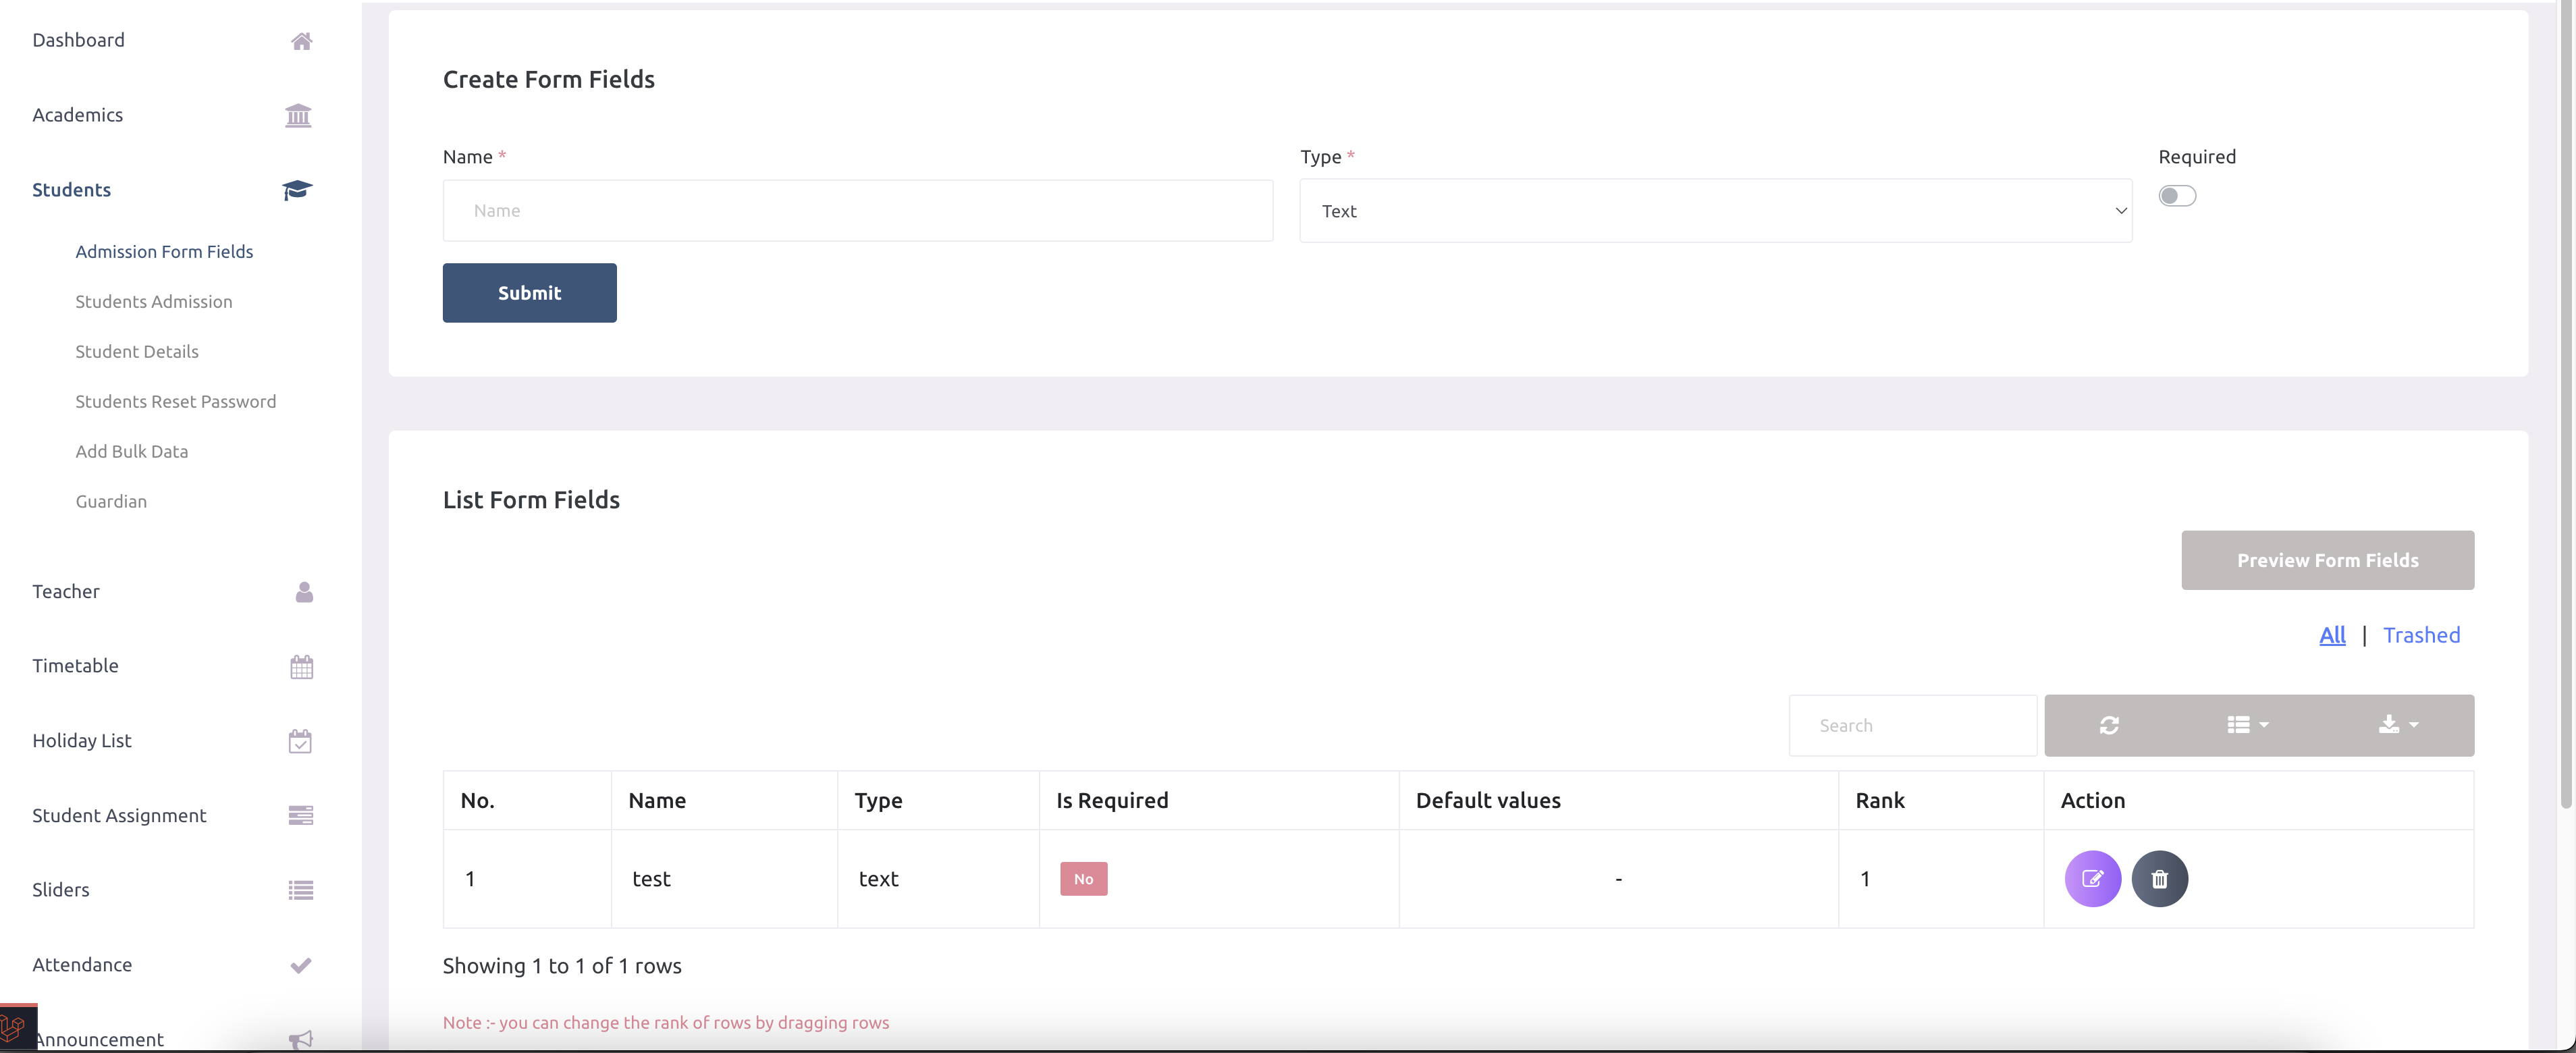 Dashboard
Academics
Students
Admission Form Fields
Students Admission
Student Details
Students Reset Password
Add Bulk Data
Guardian
Teacher
Timetable
Holiday List
Student Assignment
Sliders
Attendance
Announcement
Create Form Fields
Name *
Type *
Required
Name
Text
Submit
List Form Fields
Preview Form Fields
All | Trashed
Search
No. Name Type Is Required Default values Rank Action
1 test text No - 1
Showing 1 to 1 of 1 rows
Note :- you can change the rank of rows by dragging rows